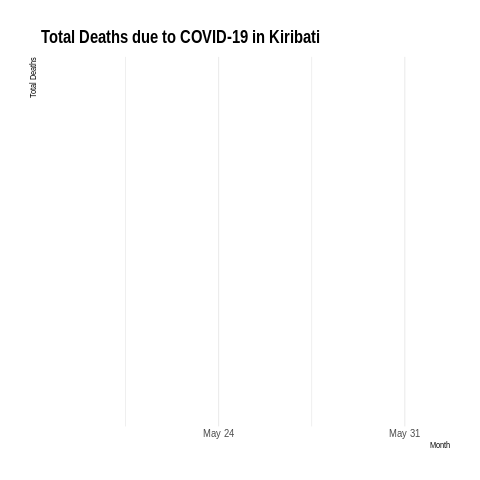 Total Deaths due to COVID-19 in Kiribati
Total Deaths
May 24
May 31
Month